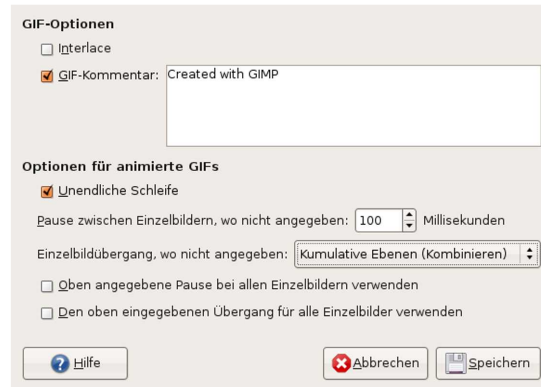 GIF-Optionen
Interlace
GIF-Kommentar: Created with GIMP
Optionen für animierte GIFs
Unendliche Schleife
Pause zwischen Einzelbildern, wo nicht angegeben: 100 Millisekunden
Einzelbildübergang, wo nicht angegeben: Kumulative Ebenen (Kombinieren)
Oben angegebene Pause bei allen Einzelbildern verwenden
Den oben eingegebenen Übergang für alle Einzelbilder verwenden
Hilfe Abbrechen Speichern